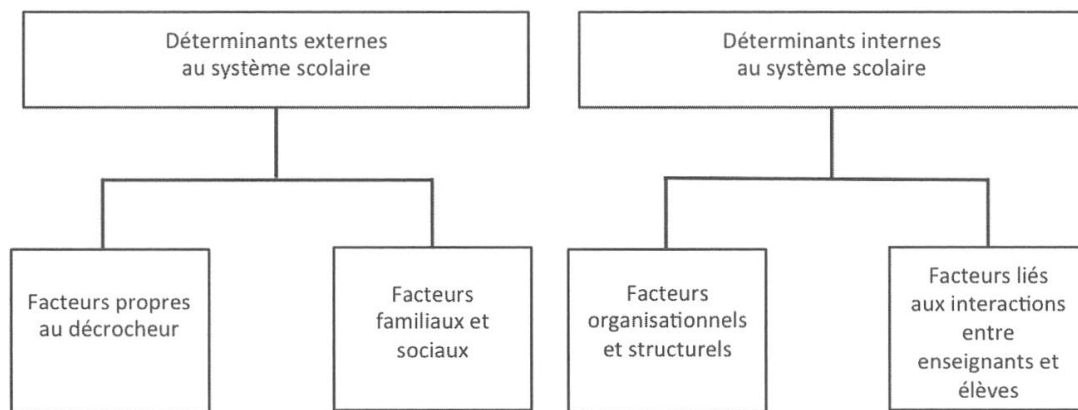 Déterminants externes
au système scolaire
Déterminants internes
au système scolaire
Facteurs propres
au décrocheur
Facteurs
familiaux et
sociaux
Facteurs
organisationnels
et structurels
Facteurs liés
aux interactions
entre
enseignants et
élèves